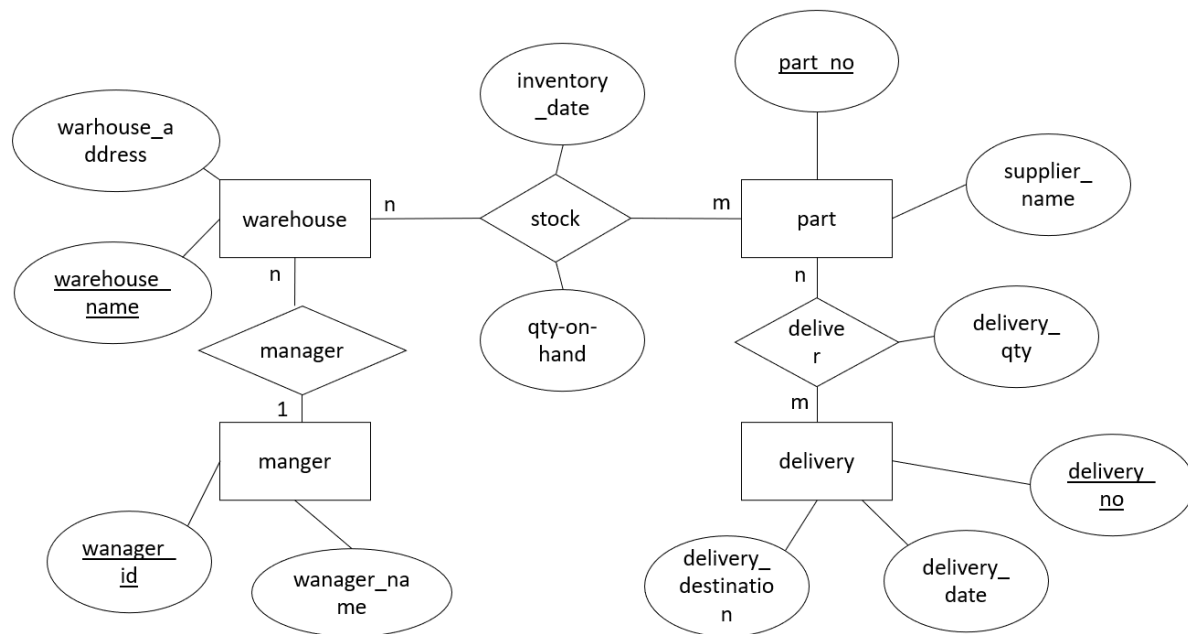 part_no
inventory
_date
warhouse_a
ddress
supplier_
name
warehouse
n
stock
m
part
warehouse_
name
n
n
qty-on-
hand
manager
delive
r
delivery_
qty
1
m
manger
delivery
delivery_
no
wanager_
id
wanager_na
me
delivery_
destinatio
n
delivery_
date